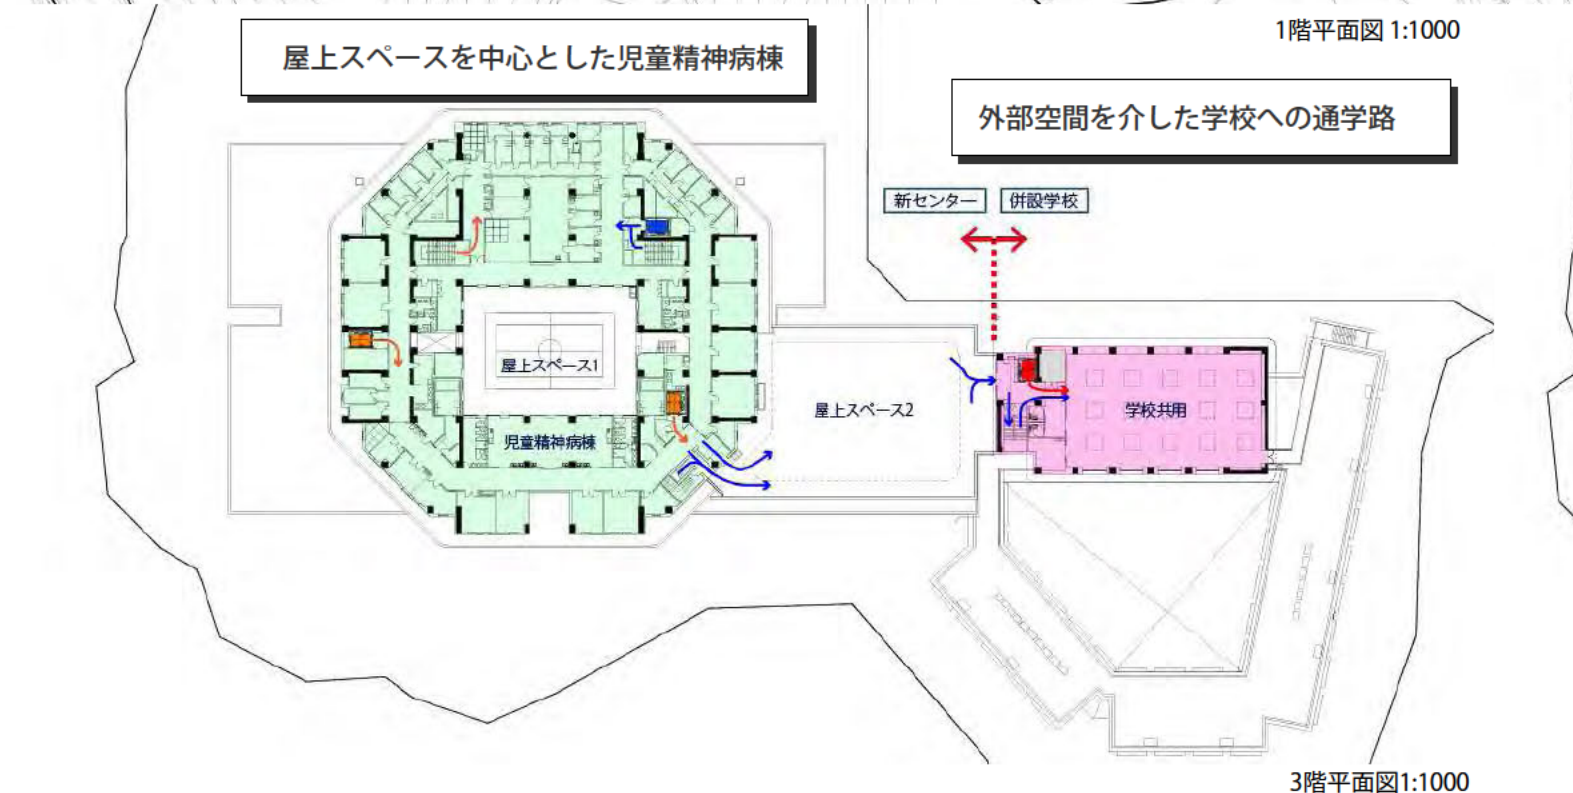 1階平面図 1:1000
屋上スペースを中心とした児童精神病棟
外部空間を介した学校への通学路
新センター
併設学校
屋上スペース1
屋上スペース2
学校共用
児童精神病棟
3階平面図1:1000